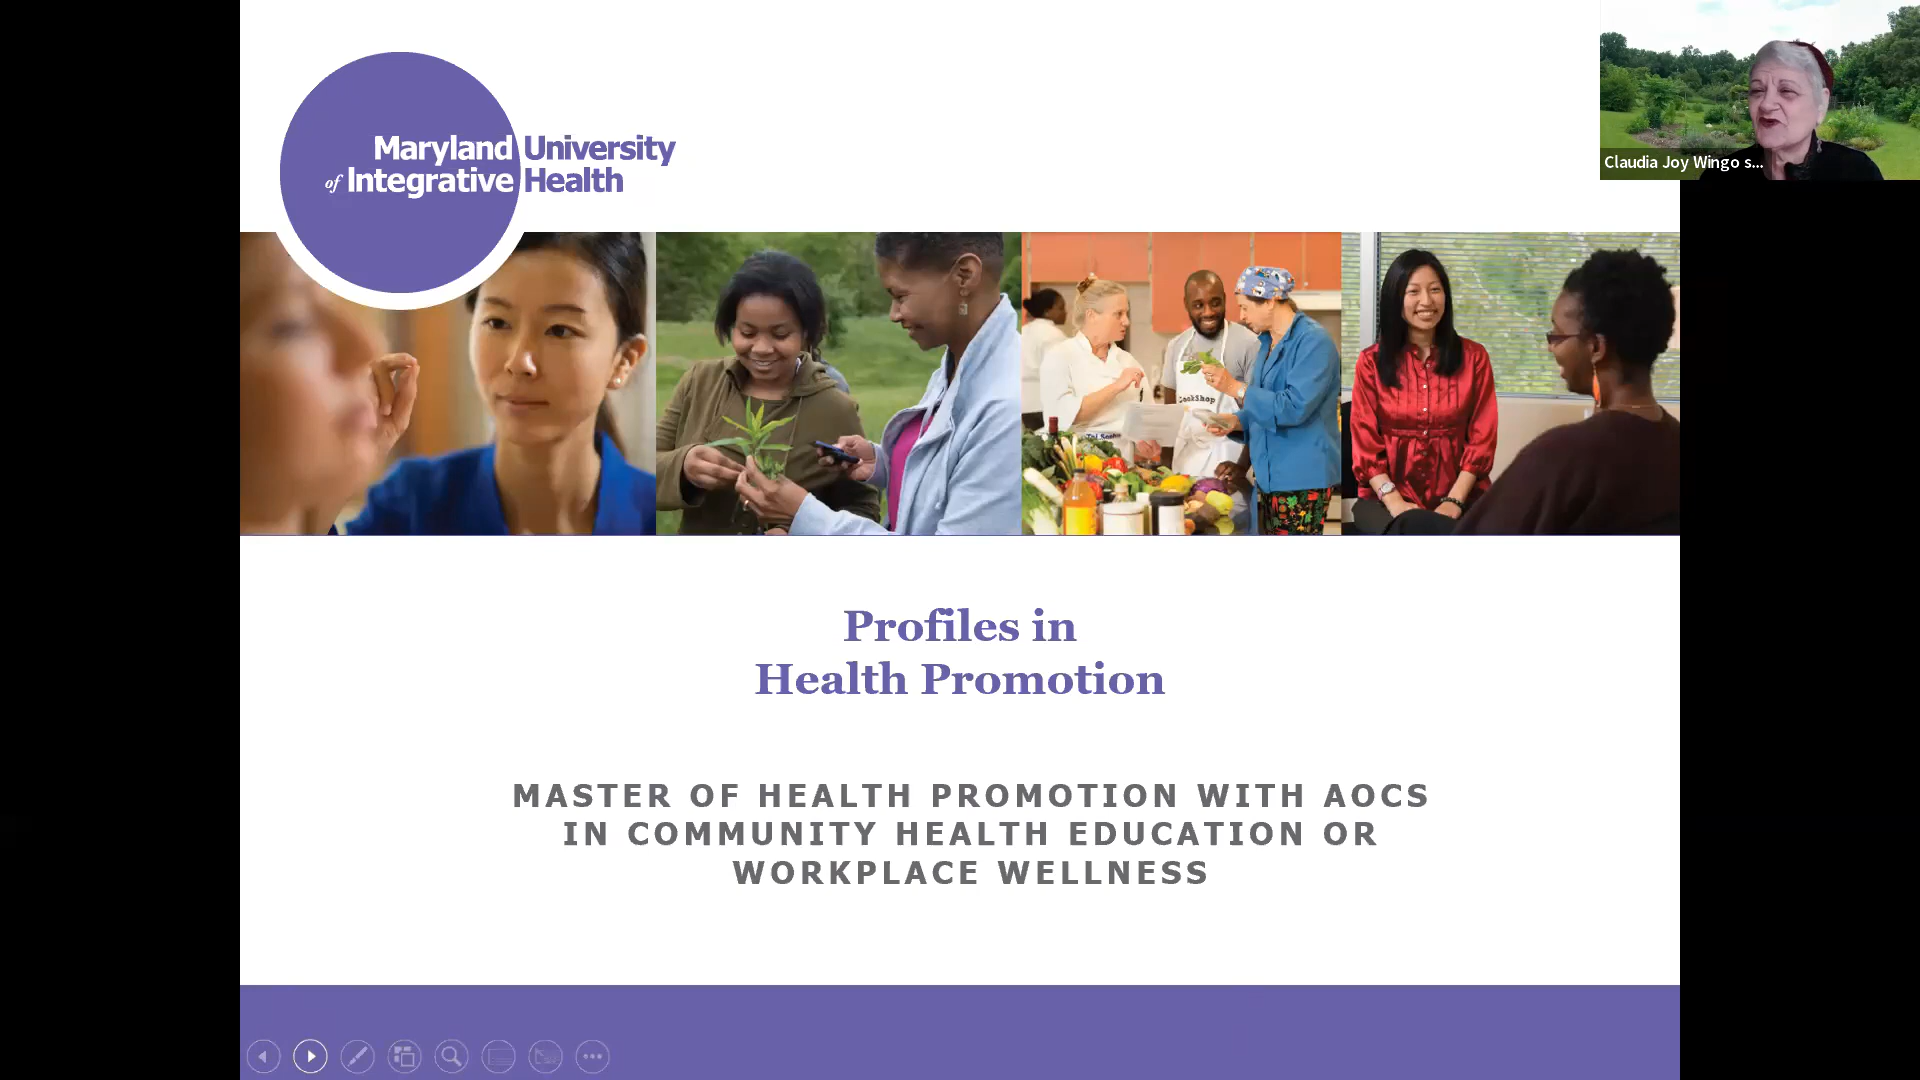 Maryland University
of Integrative Health
Claudia Joy Wingo s...
CookShop
Profiles in
Health Promotion
MASTER OF HEALTH PROMOTION WITH AOCS
IN COMMUNITY HEALTH EDUCATION OR
WORKPLACE WELLNESS